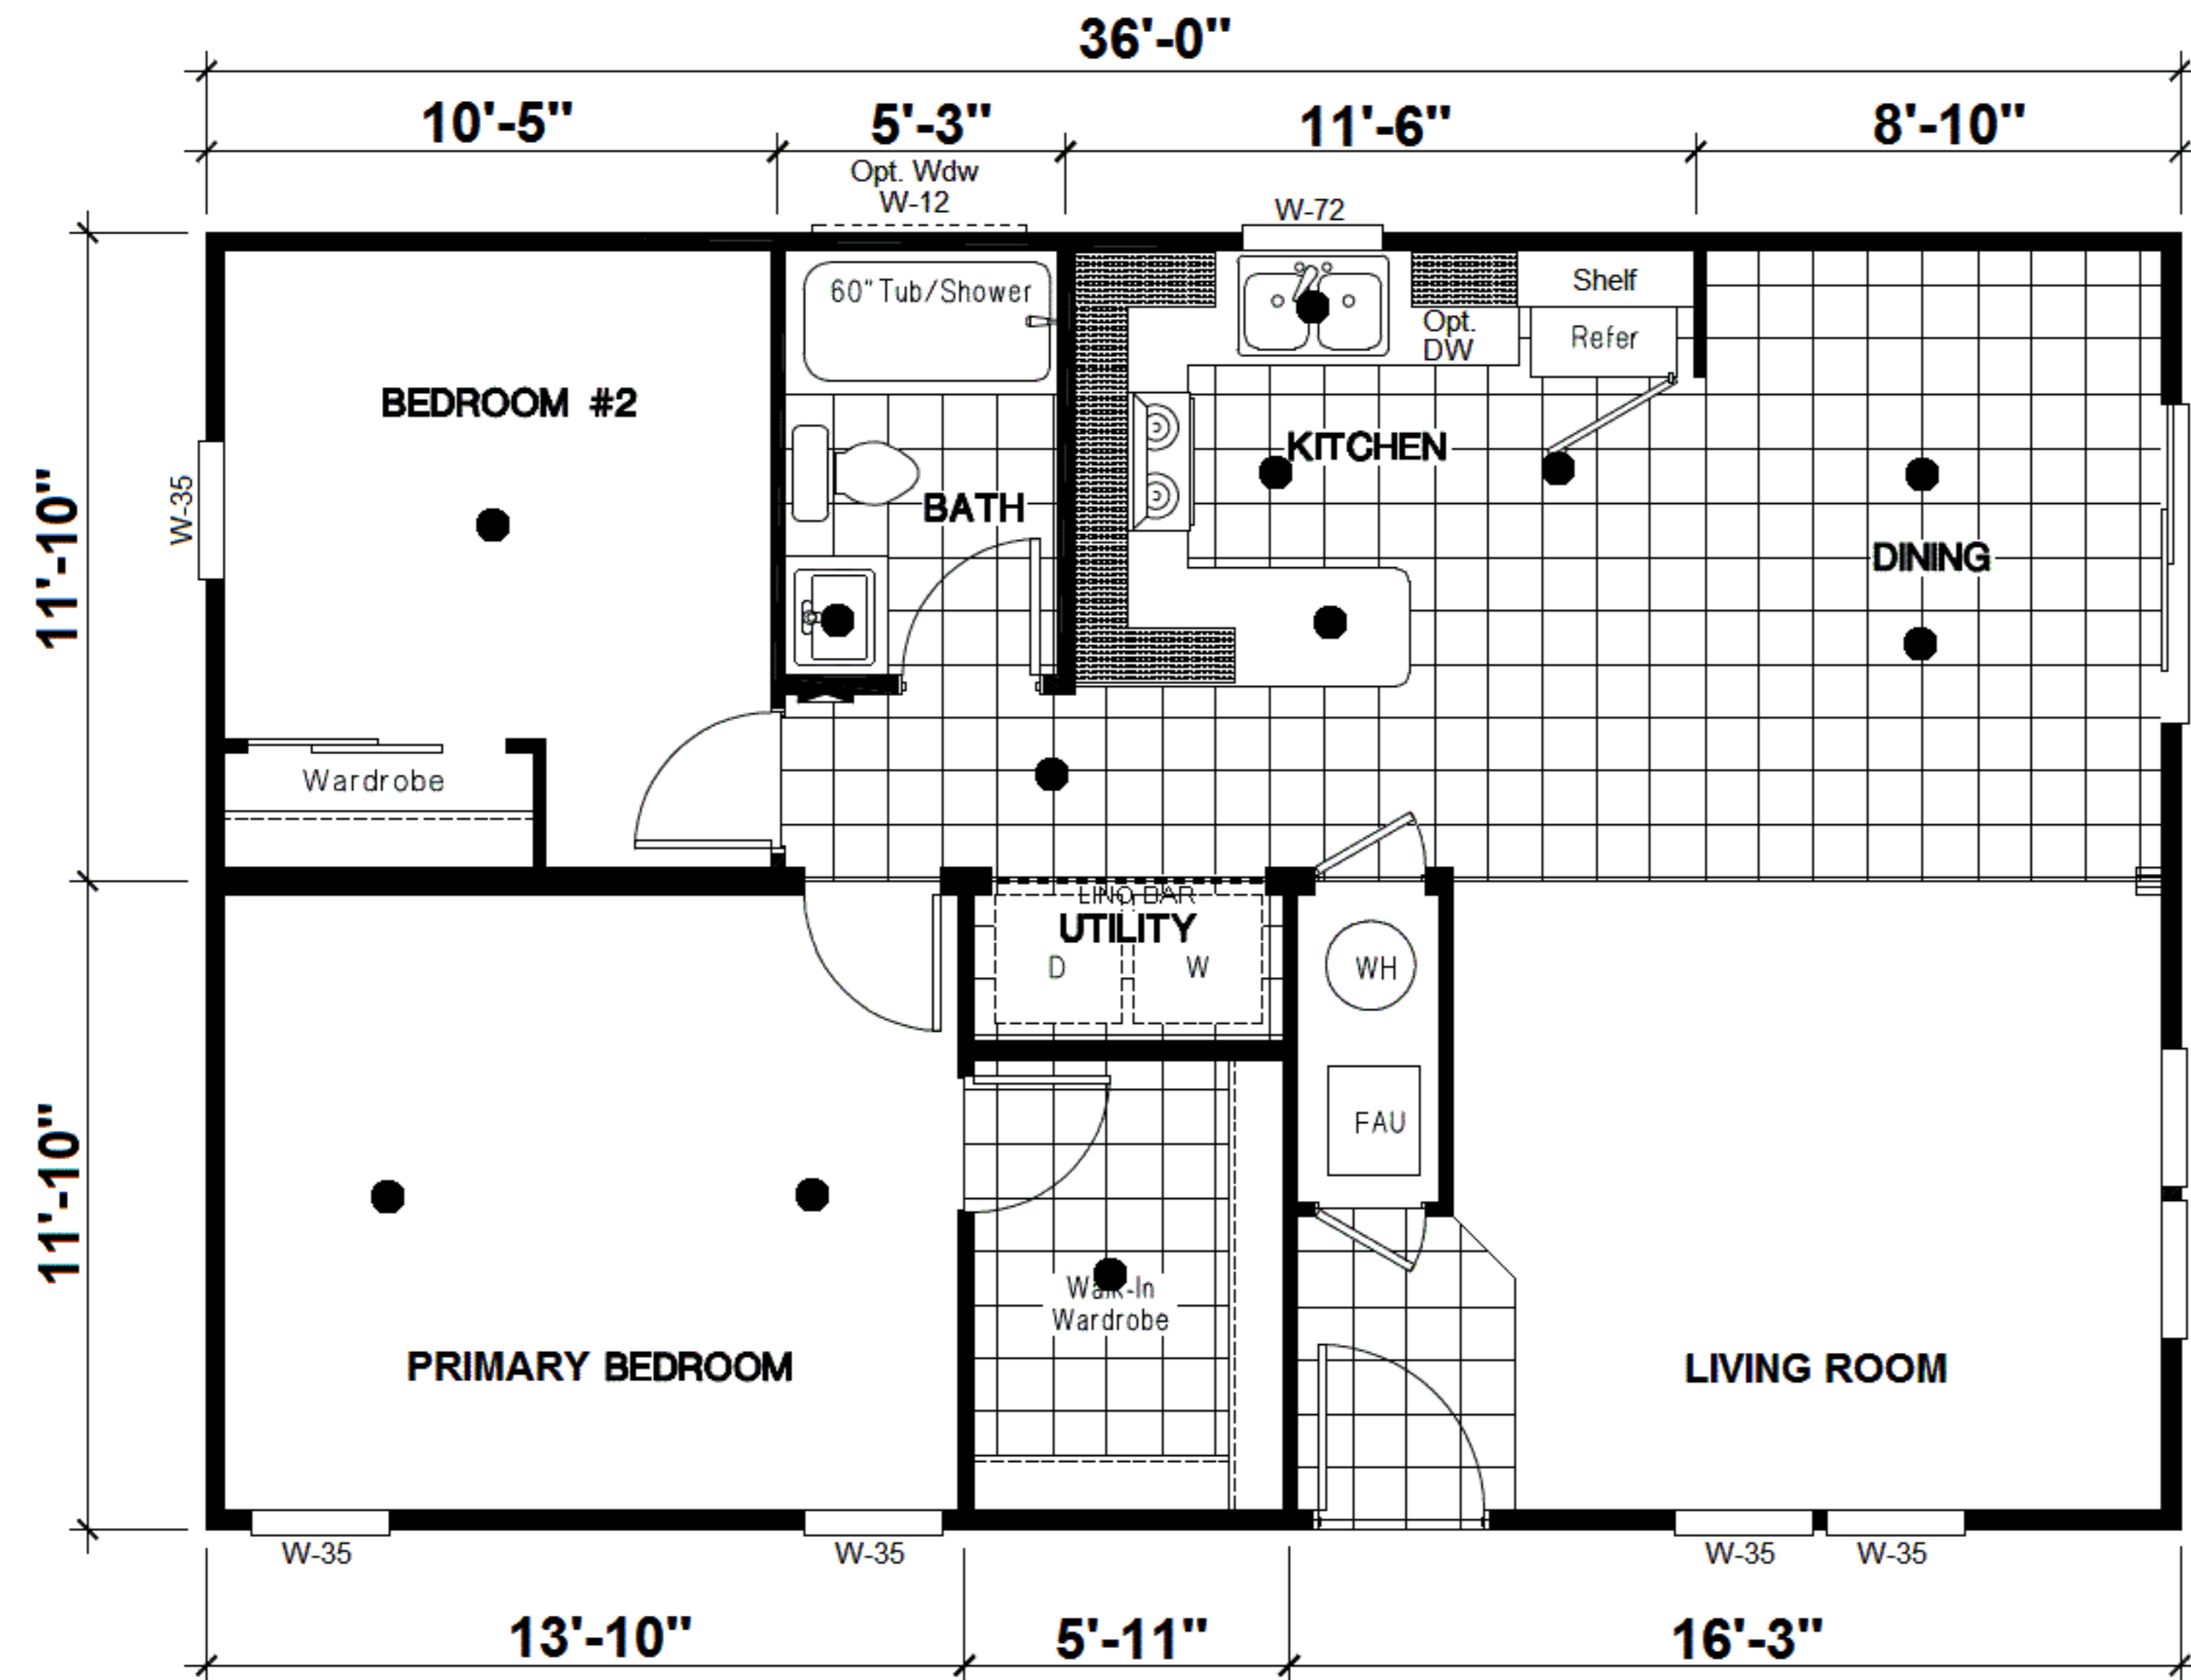 36'-0"
10'-5"
5'-3"
11'-6"
8'-10"
Opt. Wdw
W-12
W-72
60" Tub/Shower
Shelf
Opt.
DW
Refer
BEDROOM #2
KITCHEN
W-35
BATH
11'-10"
DINING
Wardrobe
LINO BAR
UTILITY
D
W
WH
FAU
11'-10"
Walk-In
Wardrobe
PRIMARY BEDROOM
LIVING ROOM
W-35
W-35
W-35
W-35
13'-10"
5'-11"
16'-3"